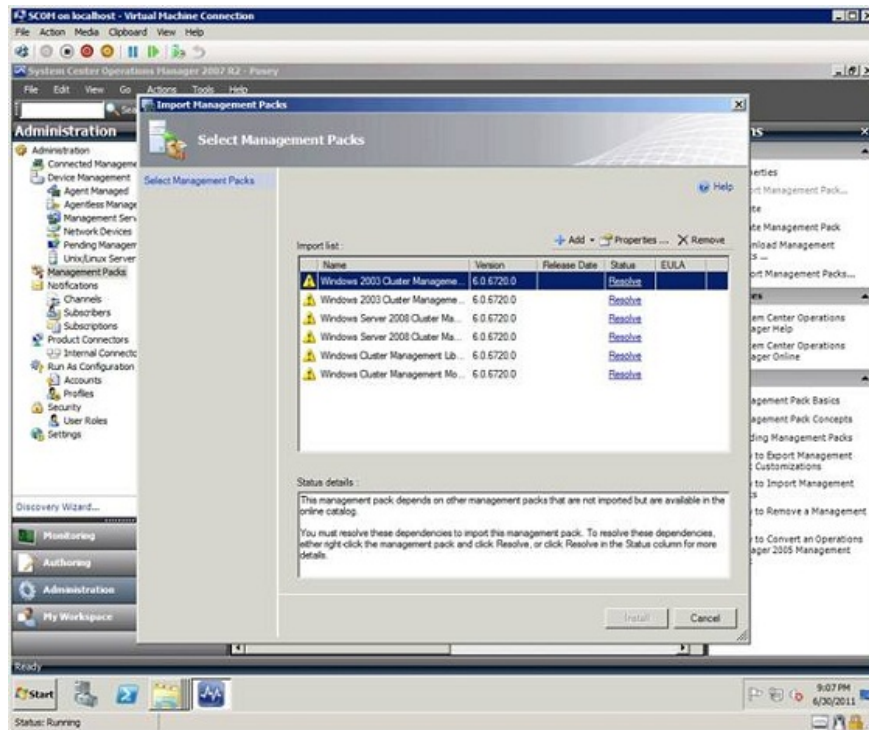 SCOM on localhost - Virtual Machine Connection
File Action Media Clipboard View Help
System Center Operations Manager 2007 R2 - Posey
File Edit View Go Actions Tools Help
Import Management Packs
Select Management Packs
Administration
Administration
Connected Manageme
Device Management
Agent Managed
Agentless Manage
Management Serv
Network Devices
Pending Managem
Unix/Linux Server
Management Packs
Notifications
Channels
Subscribers
Subscriptions
Product Connectors
Internal Connecto
Run As Configuration
Accounts
Profiles
Security
User Roles
Settings
Discovery Wizard...
Monitoring
Authoring
Administration
My Workspace
Ready
Select Management Packs
Help
Import list :
Add Properties ... Remove
Name Version Release Date Status EULA
Windows 2003 Cluster Manageme... 6.0.6720.0 Resolve
Windows 2003 Cluster Manageme... 6.0.6720.0 Resolve
Windows Server 2008 Cluster Ma... 6.0.6720.0 Resolve
Windows Server 2008 Cluster Ma... 6.0.6720.0 Resolve
Windows Cluster Management Lib... 6.0.6720.0 Resolve
Windows Cluster Management Mo... 6.0.6720.0 Resolve
Status details :
This management pack depends on other management packs that are not imported but are available in the
online catalog.
You must resolve these dependencies to import this management pack. To resolve these dependencies,
either right-click the management pack and click Resolve, or click Resolve in the Status column for more
details.
Install Cancel
ns
erties
ort Management Pack...
te
te Management Pack
nload Management
s ...
ort Management Packs...
es
em Center Operations
ager Help
em Center Operations
ager Online
agement Pack Basics
agement Pack Concepts
ding Management Packs
to Export Management
Customizations
to Import Management
s
to Remove a Management
to Convert an Operations
ager 2005 Management
Start
9:07 PM
6/30/2011
Status: Running